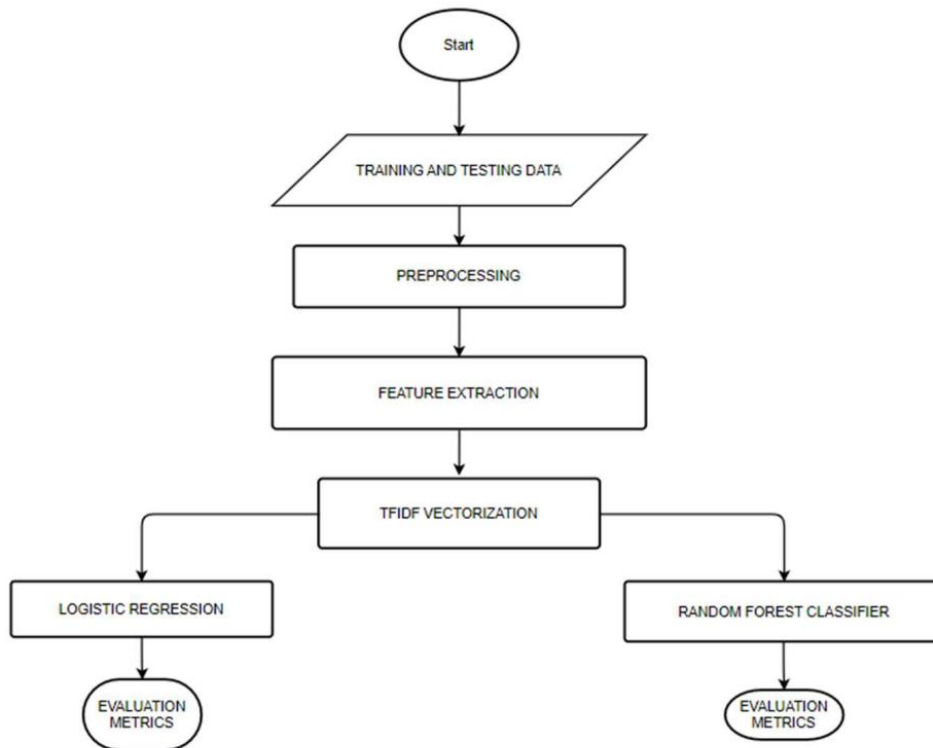 Start
TRAINING AND TESTING DATA
PREPROCESSING
FEATURE EXTRACTION
TFIDF VECTORIZATION
LOGISTIC REGRESSION
RANDOM FOREST CLASSIFIER
EVALUATION
METRICS
EVALUATION
METRICS